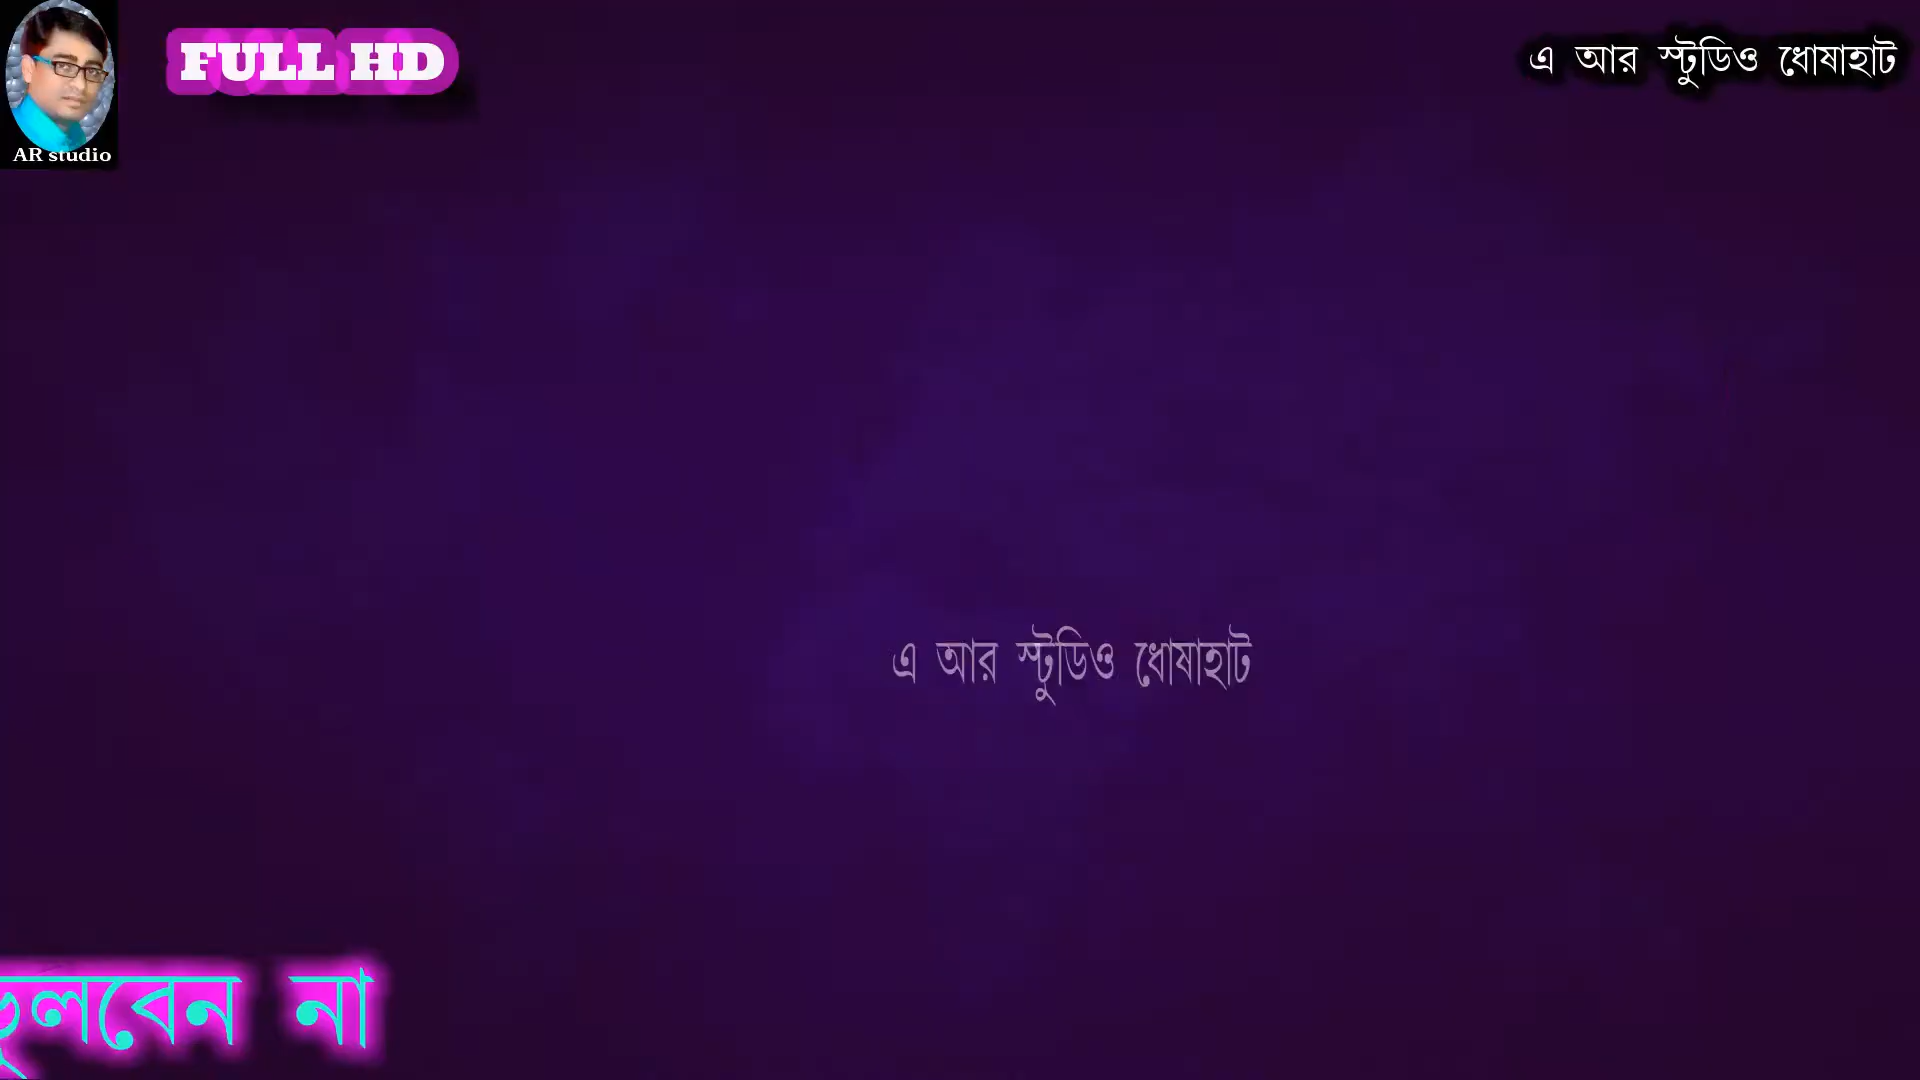 FULL HD
এ আর স্টুডিও ধোষাহাট
AR studio
এ আর স্টুডিও ধোষাহাট
ভুলবেন না